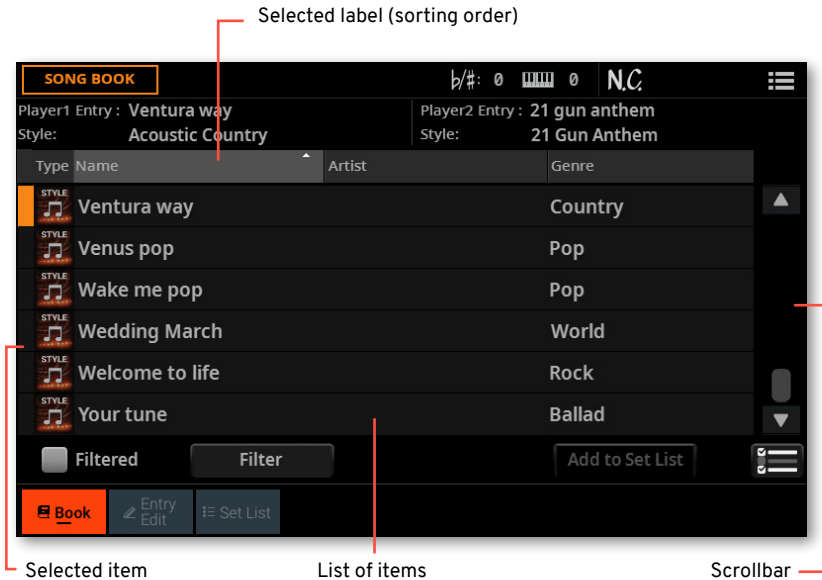 Selected label (sorting order)
SONG BOOK ♭/♯: 0 0 N.C.
Player1 Entry : Ventura way Player2 Entry : 21 gun anthem
Style: Acoustic Country Style: 21 Gun Anthem
Type Name Artist Genre
STYLE Ventura way Country
STYLE Venus pop Pop
STYLE Wake me pop Pop
STYLE Wedding March World
STYLE Welcome to life Rock
STYLE Your tune Ballad
Filtered Filter Add to Set List
Book Entry Edit Set List
Selected item List of items Scrollbar